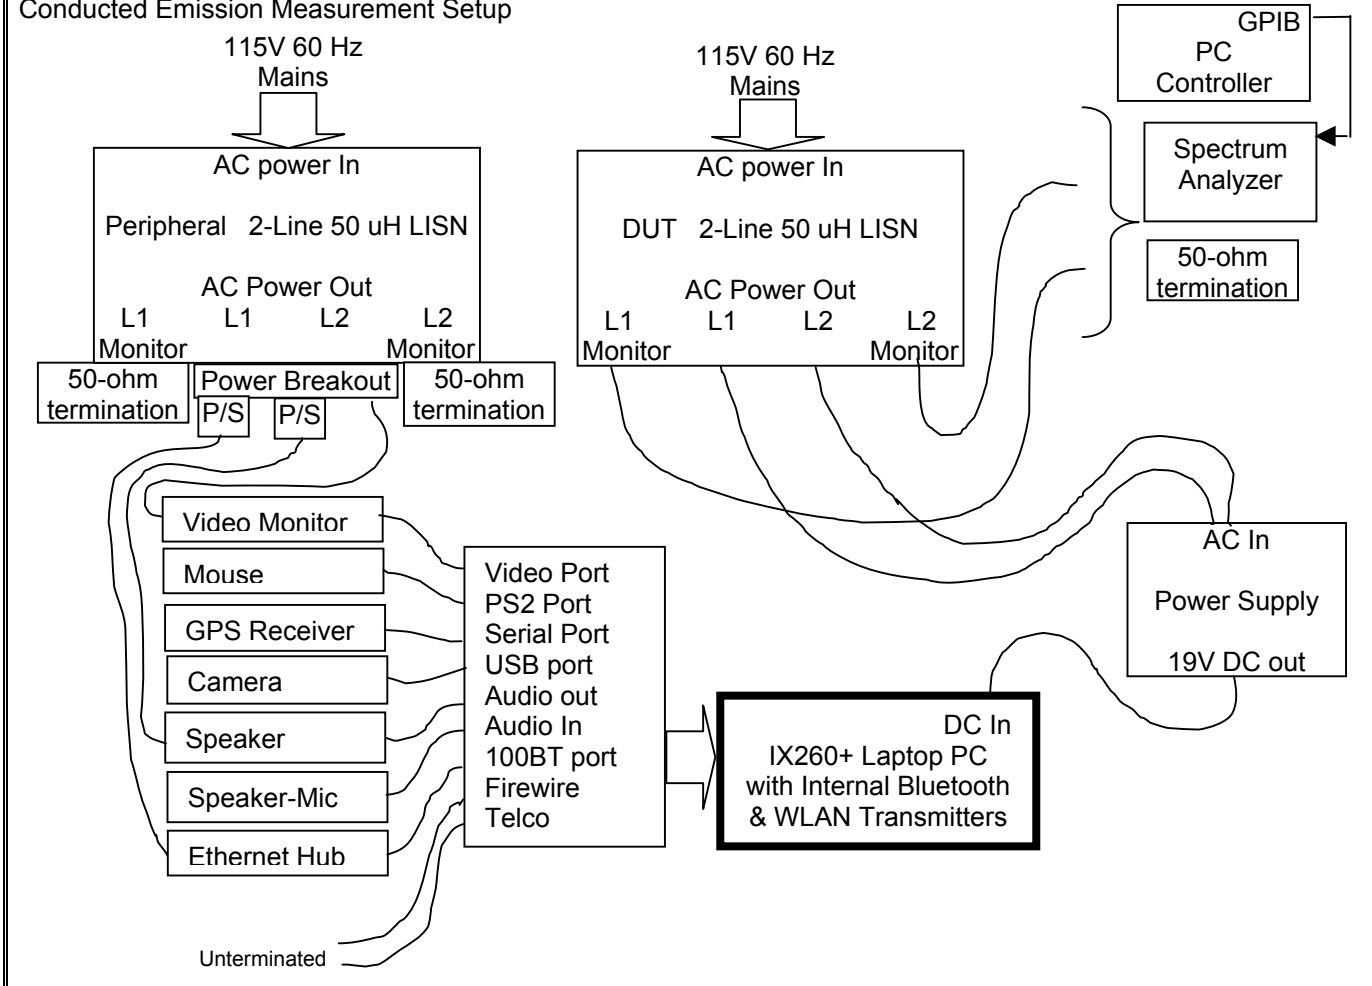 Conducted Emission Measurement Setup
115V 60 Hz
Mains
AC power In
Peripheral 2-Line 50 uH LISN
AC Power Out
L1 L1 L2 L2
Monitor Monitor
50-ohm
termination
Power Breakout
50-ohm
termination
P/S P/S
115V 60 Hz
Mains
AC power In
DUT 2-Line 50 uH LISN
AC Power Out
L1 L1 L2 L2
Monitor Monitor
GPIB
PC
Controller
Spectrum
Analyzer
50-ohm
termination
AC In
Power Supply
19V DC out
Video Monitor
Mouse
GPS Receiver
Camera
Speaker
Speaker-Mic
Ethernet Hub
Unterminated
Video Port
PS2 Port
Serial Port
USB port
Audio out
Audio In
100BT port
Firewire
Telco
DC In
IX260+ Laptop PC
with Internal Bluetooth
& WLAN Transmitters